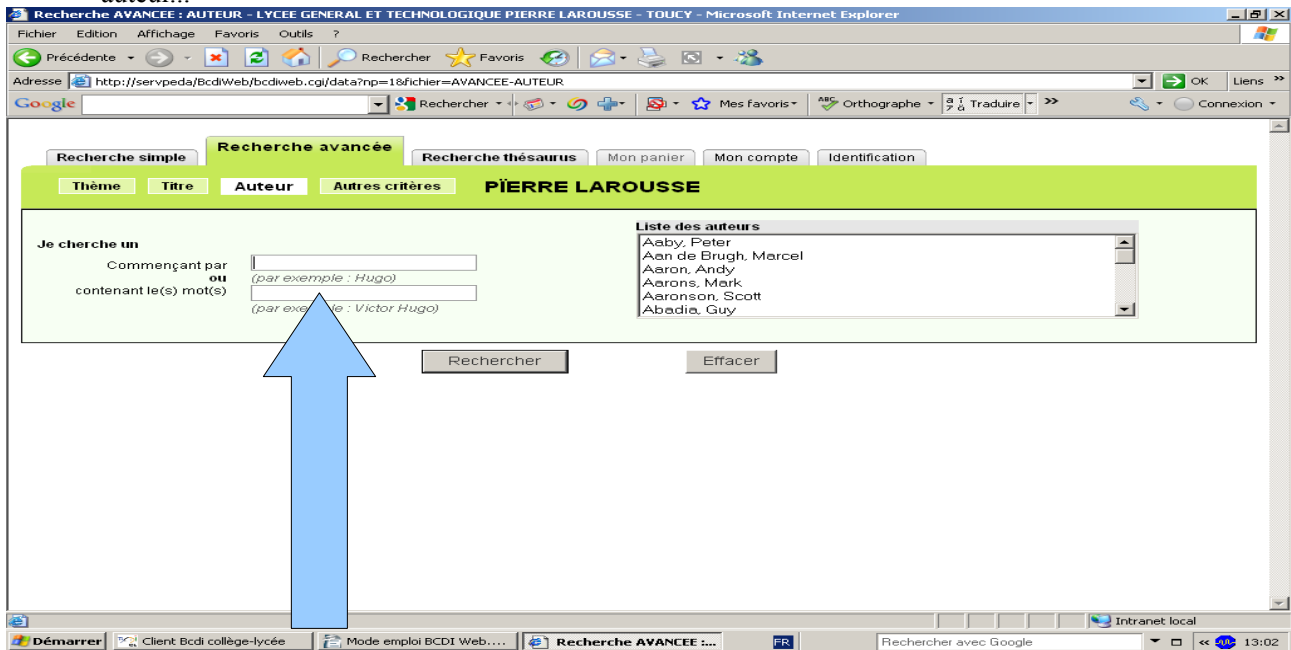 auteur...
Recherche AVANCEE : AUTEUR - LYCEE GENERAL ET TECHNOLOGIQUE PIERRE LAROUSSE - TOUCY - Microsoft Internet Explorer
Fichier Edition Affichage Favoris Outils ?
Précédente Rechercher Favoris
Adresse http://servpeda/BcdiWeb/bcdiweb.cgi/data?np=1&fichier=AVANCEE-AUTEUR OK Liens »
Google Rechercher Mes favoris ABC Orthographe Traduire » Connexion
Recherche simple Recherche avancée Recherche thésaurus Mon panier Mon compte Identification
Thème Titre Auteur Autres critères PÏERRE LAROUSSE
Liste des auteurs
Je cherche un
Aaby, Peter
Aan de Brugh, Marcel
Aaron, Andy
Aarons, Mark
Aaronson, Scott
Abadia, Guy
Commençant par
ou (par exemple : Hugo)
contenant le(s) mot(s)
(par exemple : Victor Hugo)
Rechercher Effacer
Intranet local
Démarrer Client Bcdi collège-lycée Mode emploi BCDI Web.... Recherche AVANCEE :... FR Rechercher avec Google « 13:02